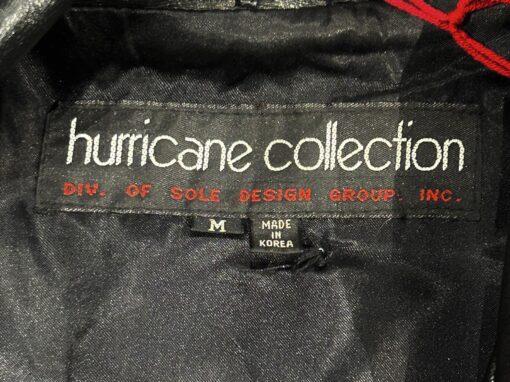 hurricane collection
DIV. OF SOLE DESIGN GROUP. INC.
M
MADE
IN
KOREA